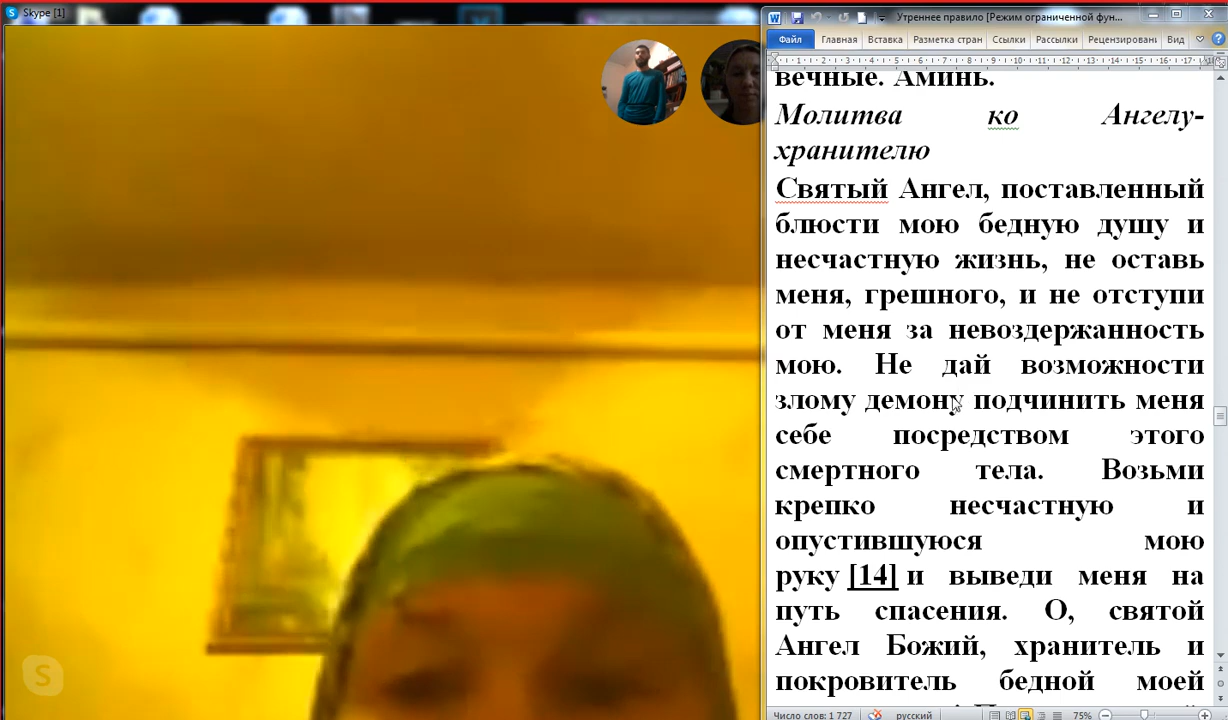 Skype [1]
Утреннее правило [Режим ограниченной фун...
Файл Главная Вставка Разметка стран Ссылки Рассылки Рецензировани Вид
вечные. Аминь.
Молитва ко Ангелу-
хранителю
Святый Ангел, поставленный
блюсти мою бедную душу и
несчастную жизнь, не оставь
меня, грешного, и не отступи
от меня за невоздержанность
мою. Не дай возможности
злому демону подчинить меня
себе посредством этого
смертного тела. Возьми
крепко несчастную и
опустившуюся мою
руку [14] и выведи меня на
путь спасения. О, святой
Ангел Божий, хранитель и
покровитель бедной моей
Число слов: 1 727 русский 75%